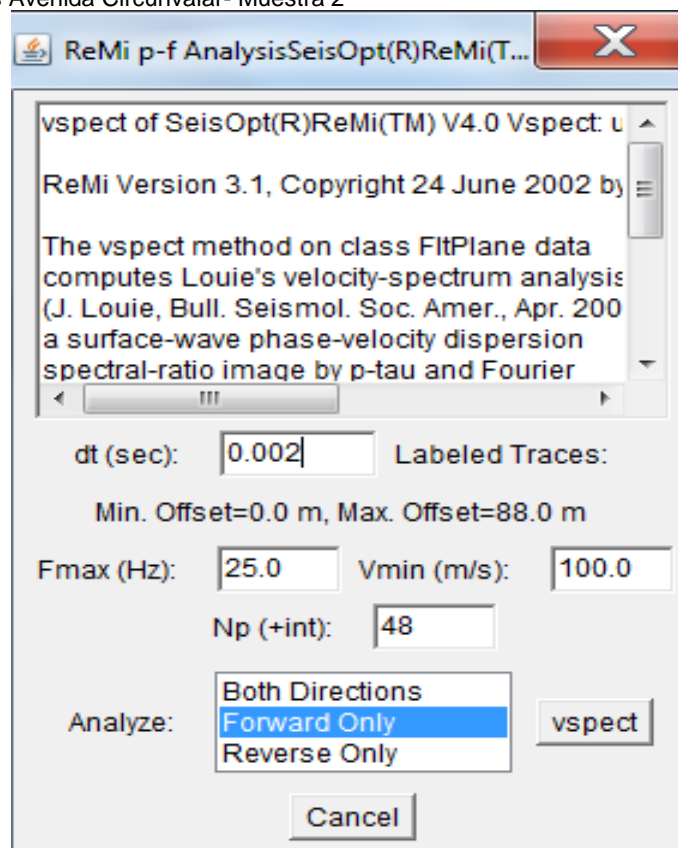 Avenida Circunvalar- Muestra 2
ReMi p-f AnalysisSeisOpt(R)ReMi(T...
vspect of SeisOpt(R)ReMi(TM) V4.0 Vspect: u
ReMi Version 3.1, Copyright 24 June 2002 by
The vspect method on class FltPlane data
computes Louie's velocity-spectrum analysis
(J. Louie, Bull. Seismol. Soc. Amer., Apr. 200
a surface-wave phase-velocity dispersion
spectral-ratio image by p-tau and Fourier
dt (sec): 0.002 Labeled Traces:
Min. Offset=0.0 m, Max. Offset=88.0 m
Fmax (Hz): 25.0 Vmin (m/s): 100.0
Np (+int): 48
Both Directions
Analyze: Forward Only vspect
Reverse Only
Cancel